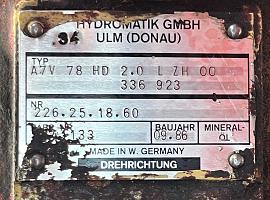 HYDROMATIK GMBH
.34 ULM (DONAU)
TYP
A7V 78 HD 2.0 L ZH 00
336 923
NR
226.25.18.60
133 BAUJAHR 09.86 MINERAL-
ÖL
MADE IN W. GERMANY
DREHRICHTUNG